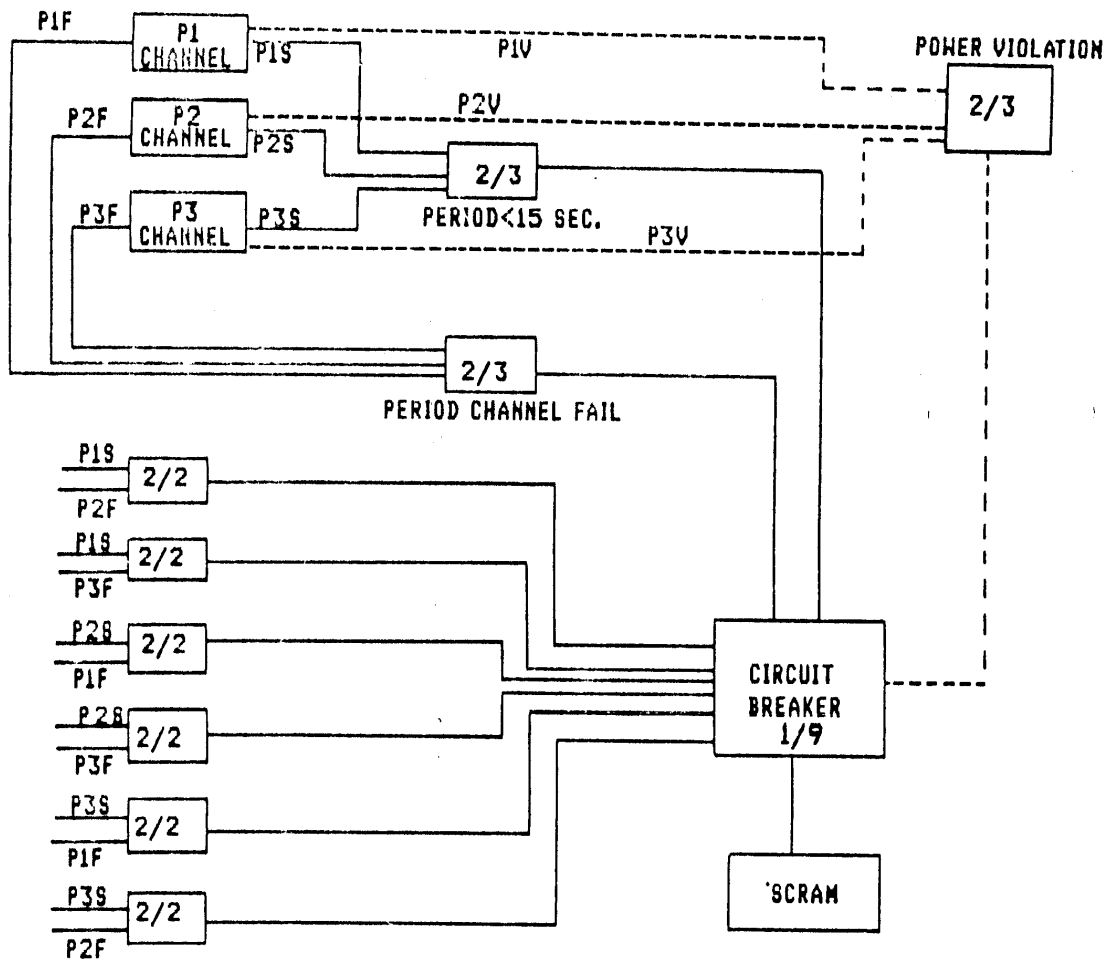 P1F
P1
CHANNEL
P1S
P1V
POWER VIOLATION
2/3
P2F
P2
CHANNEL
P2S
P2V
2/3
PERIOD<15 SEC.
P3F
P3
CHANNEL
P3S
P3V
2/3
PERIOD CHANNEL FAIL
P1S
2/2
P2F
P1S
2/2
P3F
P2S
2/2
P1F
P2S
2/2
P3F
P3S
2/2
P1F
P3S
2/2
P2F
CIRCUIT
BREAKER
1/9
SCRAM